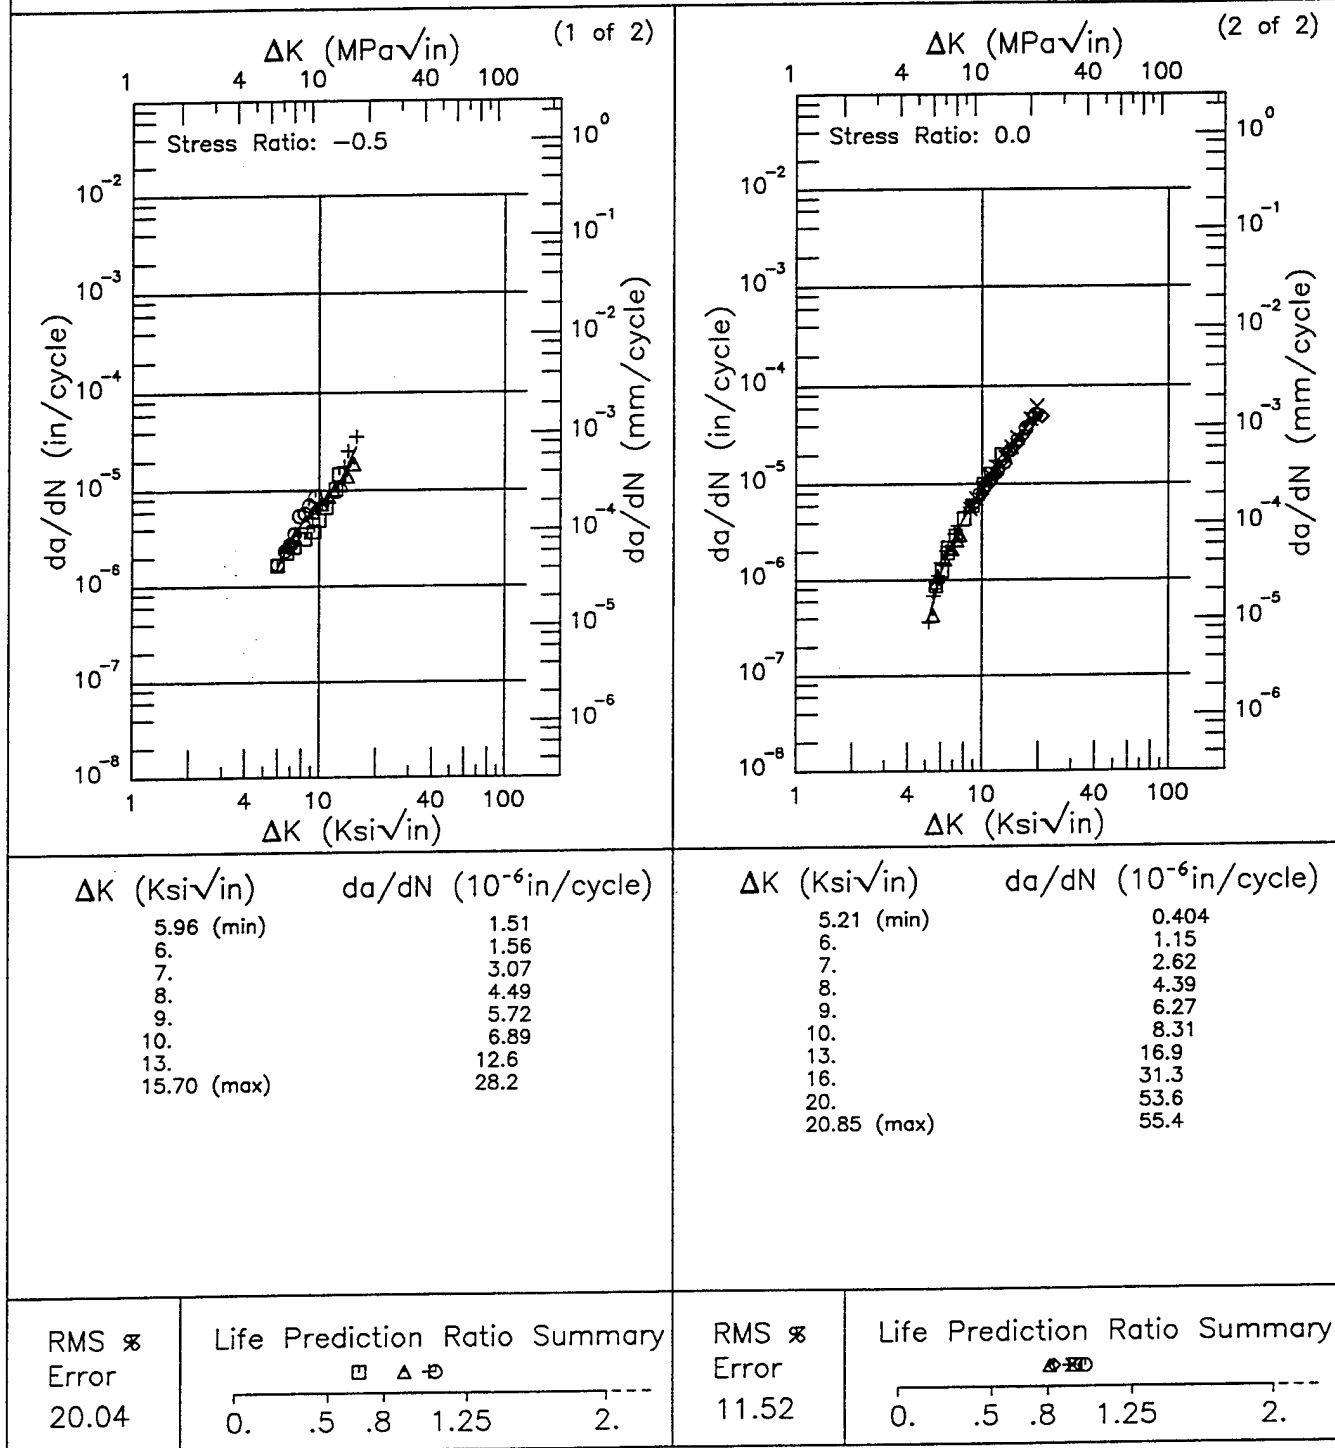 (1 of 2)
ΔK (MPa√in)
1 4 10 40 100
Stress Ratio: −0.5
10⁰
10⁻²
10⁻¹
10⁻³
10⁻²
10⁻⁴
10⁻³
10⁻⁵
10⁻⁴
10⁻⁶
10⁻⁵
10⁻⁷
10⁻⁶
10⁻⁸
da/dN (in/cycle)
da/dN (mm/cycle)
1 4 10 40 100
ΔK (Ksi√in)
(2 of 2)
ΔK (MPa√in)
1 4 10 40 100
Stress Ratio: 0.0
10⁰
10⁻²
10⁻¹
10⁻³
10⁻²
10⁻⁴
10⁻³
10⁻⁵
10⁻⁴
10⁻⁶
10⁻⁵
10⁻⁷
10⁻⁶
10⁻⁸
da/dN (in/cycle)
da/dN (mm/cycle)
1 4 10 40 100
ΔK (Ksi√in)
ΔK (Ksi√in) da/dN (10⁻⁶in/cycle)
5.96 (min) 1.51
6. 1.56
7. 3.07
8. 4.49
9. 5.72
10. 6.89
13. 12.6
15.70 (max) 28.2
ΔK (Ksi√in) da/dN (10⁻⁶in/cycle)
5.21 (min) 0.404
6. 1.15
7. 2.62
8. 4.39
9. 6.27
10. 8.31
13. 16.9
16. 31.3
20. 53.6
20.85 (max) 55.4
RMS %
Error
20.04
Life Prediction Ratio Summary
0. .5 .8 1.25 2.
RMS %
Error
11.52
Life Prediction Ratio Summary
0. .5 .8 1.25 2.